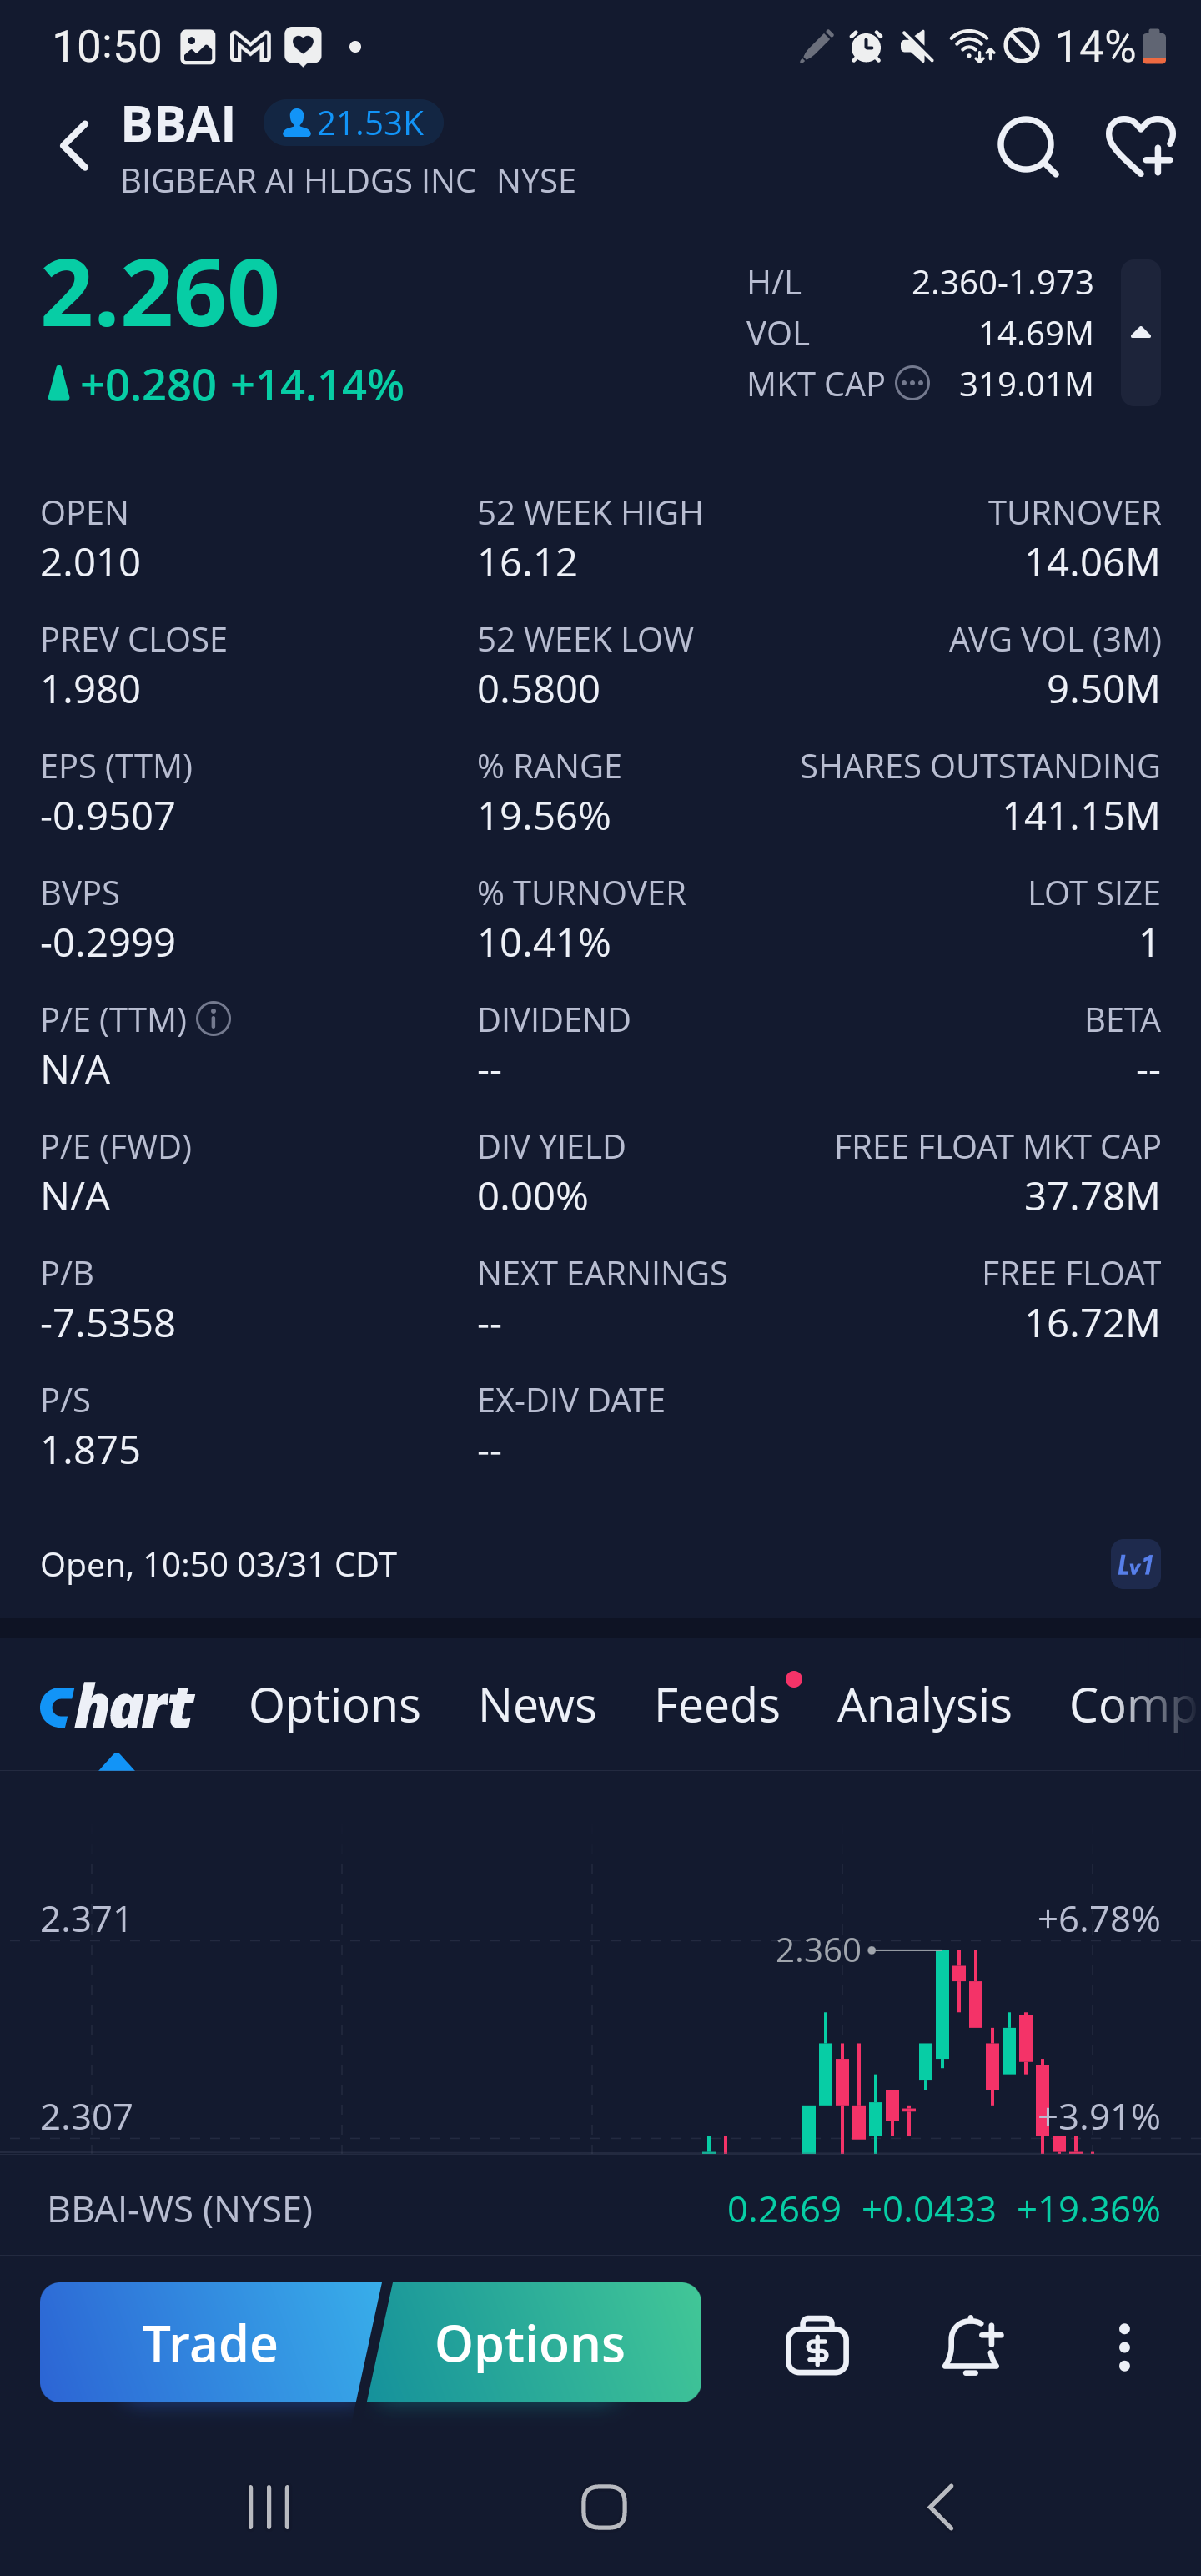 10:50 14%
BBAI 21.53K
BIGBEAR AI HLDGS INC NYSE
2.260
+0.280 +14.14%
H/L 2.360-1.973
VOL 14.69M
MKT CAP 319.01M
OPEN 52 WEEK HIGH TURNOVER
2.010 16.12 14.06M
PREV CLOSE 52 WEEK LOW AVG VOL (3M)
1.980 0.5800 9.50M
EPS (TTM) % RANGE SHARES OUTSTANDING
-0.9507 19.56% 141.15M
BVPS % TURNOVER LOT SIZE
-0.2999 10.41% 1
P/E (TTM) DIVIDEND BETA
N/A -- --
P/E (FWD) DIV YIELD FREE FLOAT MKT CAP
N/A 0.00% 37.78M
P/B NEXT EARNINGS FREE FLOAT
-7.5358 -- 16.72M
P/S EX-DIV DATE
1.875 --
Open, 10:50 03/31 CDT Lv1
Chart Options News Feeds Analysis Comp
2.371 +6.78%
2.360
2.307 +3.91%
BBAI-WS (NYSE) 0.2669 +0.0433 +19.36%
Trade Options